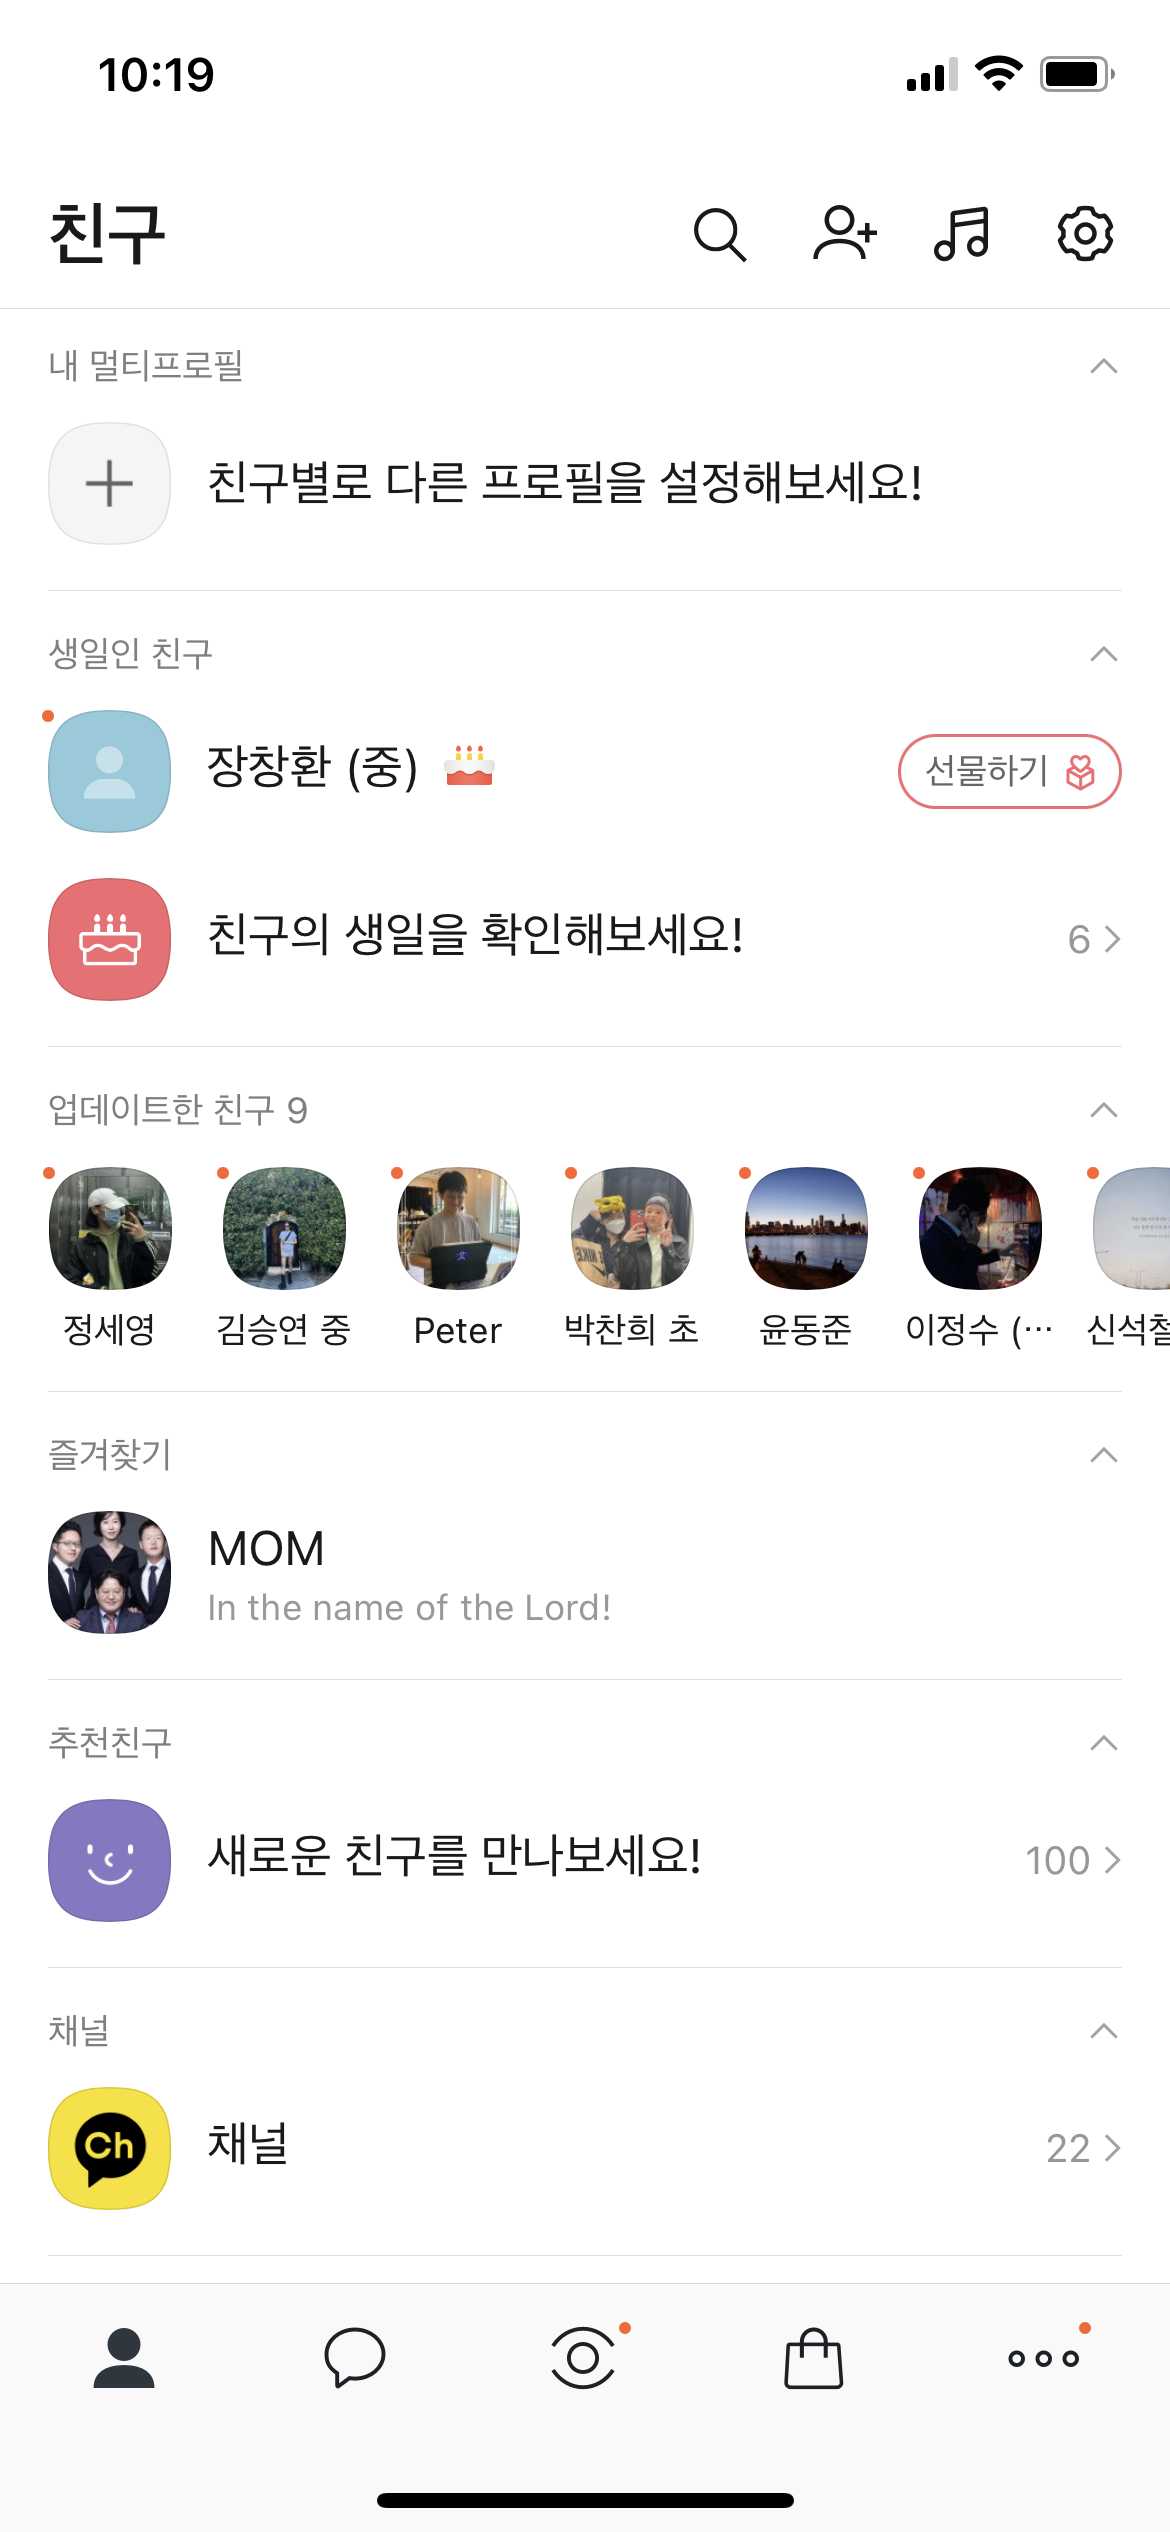 10:19
친구
내 멀티프로필
친구별로 다른 프로필을 설정해보세요!
생일인 친구
장창환 (중)
선물하기
친구의 생일을 확인해보세요!
6
업데이트한 친구 9
정세영
김승연 중
Peter
박찬희 초
윤동준
이정수 (…
신석철
즐겨찾기
MOM
In the name of the Lord!
추천친구
새로운 친구를 만나보세요!
100
채널
Ch
채널
22